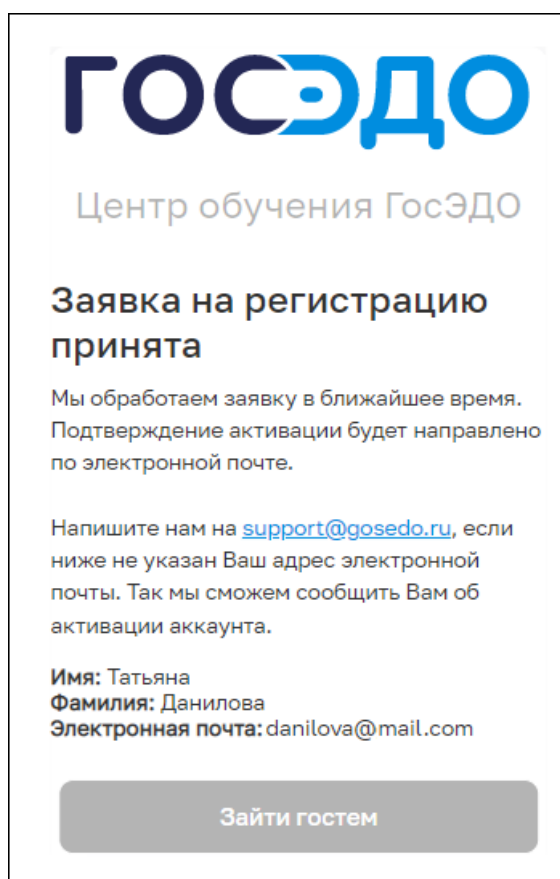 ГОСЭДО
Центр обучения ГосЭДО
Заявка на регистрацию
принята
Мы обработаем заявку в ближайшее время.
Подтверждение активации будет направлено
по электронной почте.
Напишите нам на support@gosedo.ru, если
ниже не указан Ваш адрес электронной
почты. Так мы сможем сообщить Вам об
активации аккаунта.
Имя: Татьяна
Фамилия: Данилова
Электронная почта: danilova@mail.com
Зайти гостем